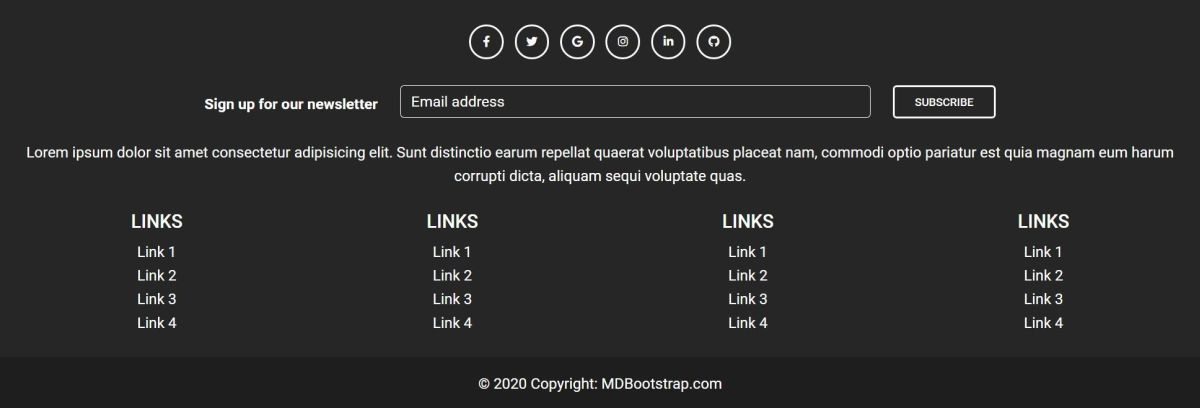 Sign up for our newsletter Email address SUBSCRIBE
Lorem ipsum dolor sit amet consectetur adipisicing elit. Sunt distinctio earum repellat quaerat voluptatibus placeat nam, commodi optio pariatur est quia magnam eum harum
corrupti dicta, aliquam sequi voluptate quas.
LINKS
Link 1
Link 2
Link 3
Link 4
LINKS
Link 1
Link 2
Link 3
Link 4
LINKS
Link 1
Link 2
Link 3
Link 4
LINKS
Link 1
Link 2
Link 3
Link 4
© 2020 Copyright: MDBootstrap.com